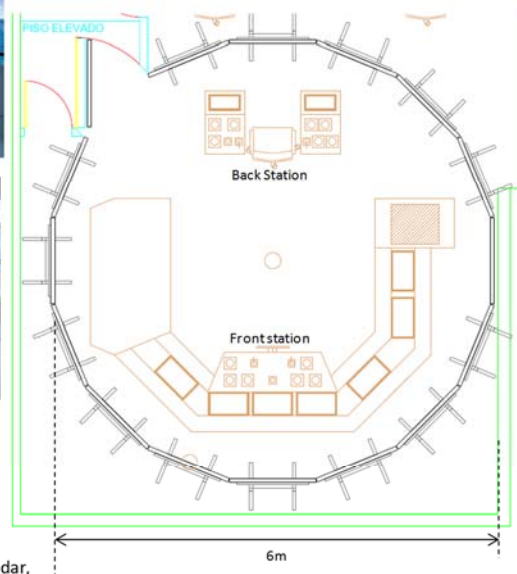 PISO ELEVADO
Back Station
Front station
6m
dar,